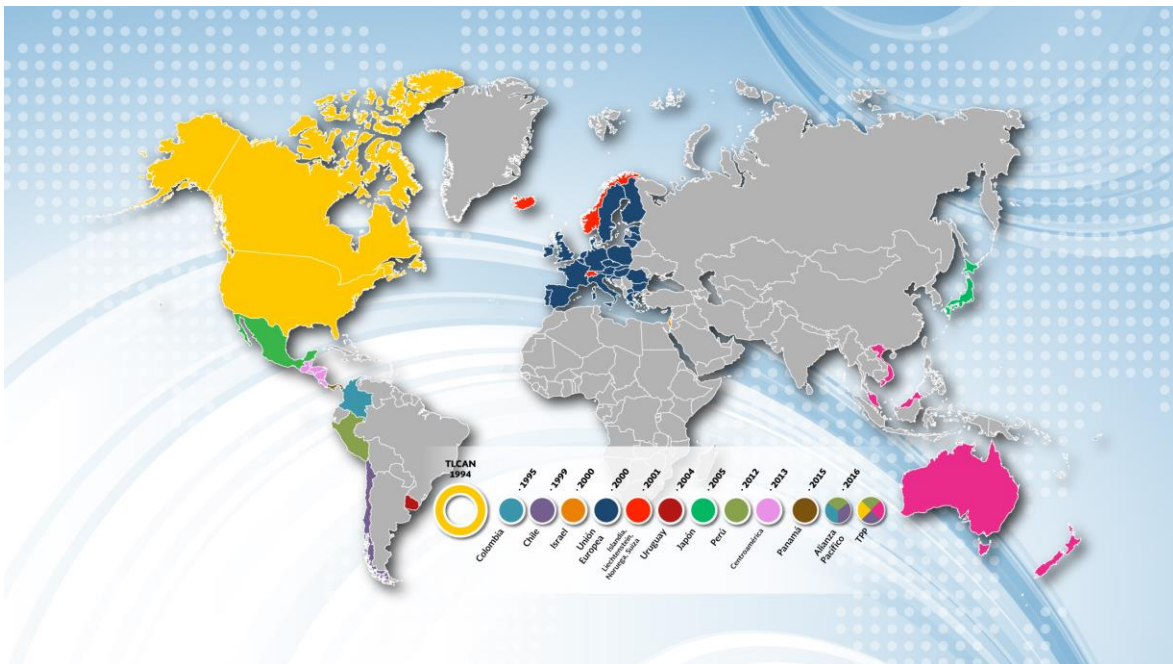 TLCAN
1994
· 1995
· 1999
· 2000
· 2000
· 2001
· 2004
· 2005
· 2012
· 2013
· 2015
· 2016
Colombia
Chile
Israel
Unión
Europea
Islandia,
Liechtenstein,
Noruega, Suiza
Uruguay
Japón
Perú
Centroamérica
Panamá
Alianza
Pacífico
TPP